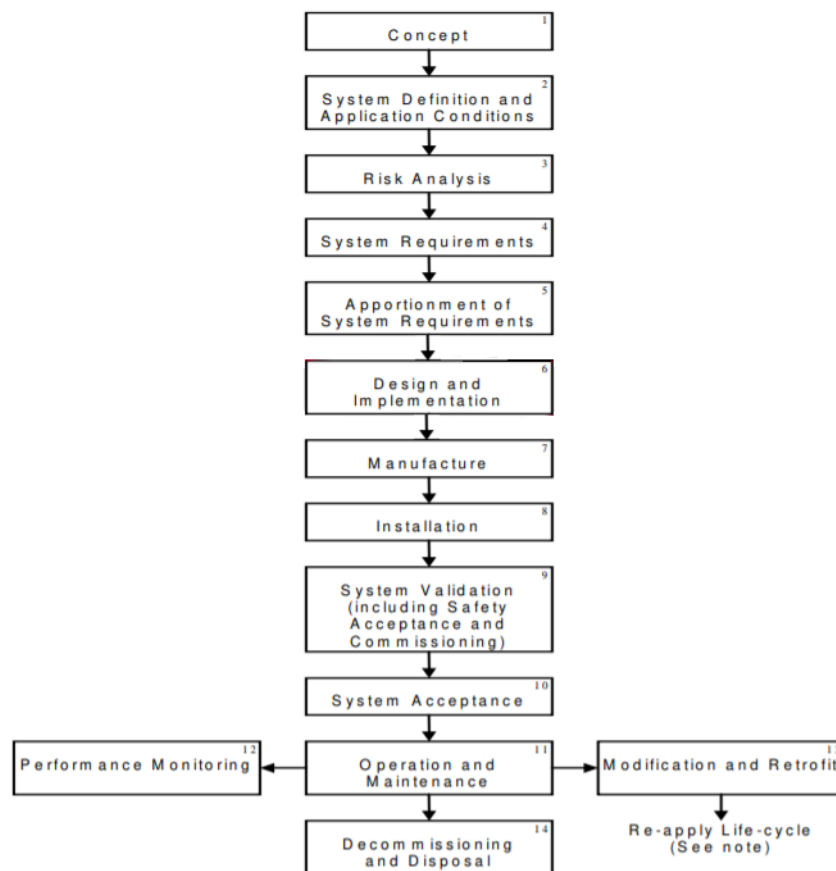 1
Concept
2
System Definition and
Application Conditions
3
Risk Analysis
4
System Requirements
5
Apportionment of
System Requirements
6
Design and
Implementation
7
Manufacture
8
Installation
9
System Validation
(including Safety
Acceptance and
Commissioning)
10
System Acceptance
12
Performance Monitoring
11
Operation and
Maintenance
13
Modification and Retrofit
Re-apply Life-cycle
(See note)
14
Decommissioning
and Disposal